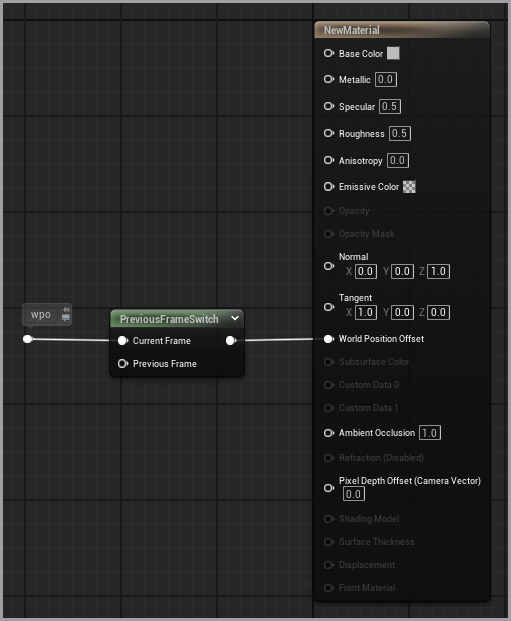 NewMaterial
Base Color
Metallic 0.0
Specular 0.5
Roughness 0.5
Anisotropy 0.0
Emissive Color
Opacity
Opacity Mask
Normal
X 0.0 Y 0.0 Z 1.0
Tangent
X 1.0 Y 0.0 Z 0.0
wpo
PreviousFrameSwitch
Current Frame
Previous Frame
World Position Offset
Subsurface Color
Custom Data 0
Custom Data 1
Ambient Occlusion 1.0
Refraction (Disabled)
Pixel Depth Offset (Camera Vector)
0.0
Shading Model
Surface Thickness
Displacement
Front Material